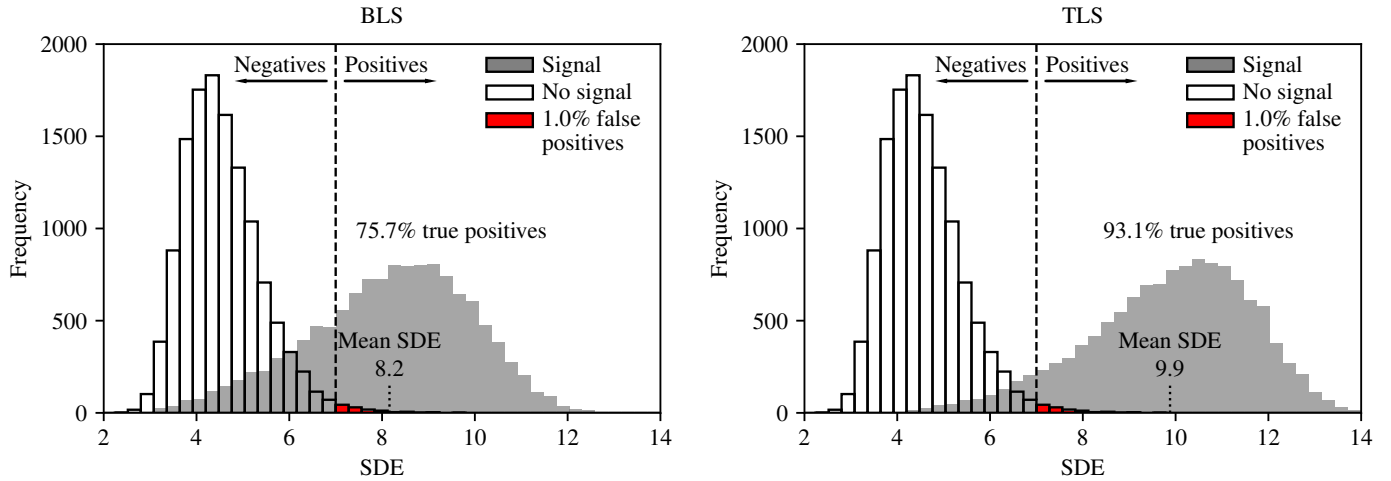 BLS
2000
1500
1000
500
0
Frequency
Negatives
Positives
Signal
No signal
1.0% false
positives
75.7% true positives
Mean SDE
8.2
2 4 6 8 10 12 14
SDE
TLS
2000
1500
1000
500
0
Frequency
Negatives
Positives
Signal
No signal
1.0% false
positives
93.1% true positives
Mean SDE
9.9
2 4 6 8 10 12 14
SDE